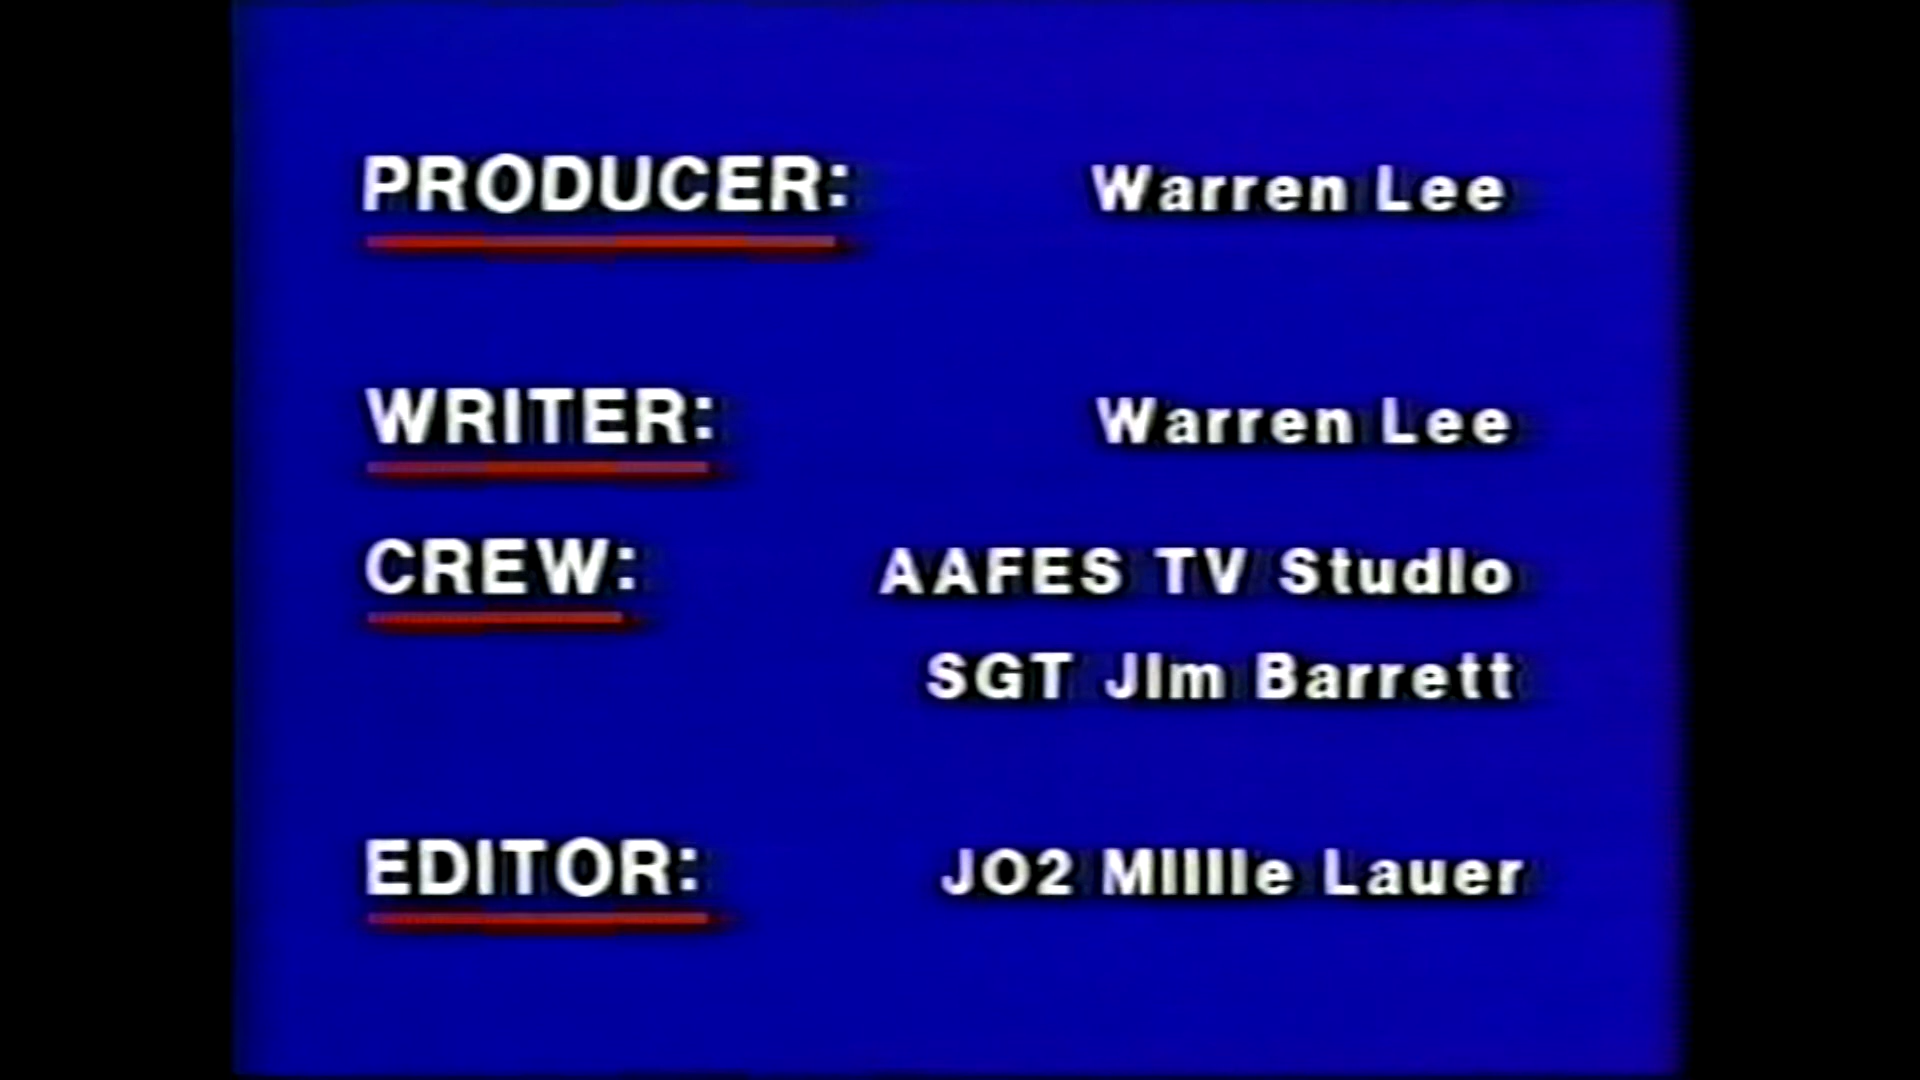 PRODUCER: Warren Lee
WRITER: Warren Lee
CREW: AAFES TV Studio
SGT Jim Barrett
EDITOR: JO2 Millie Lauer